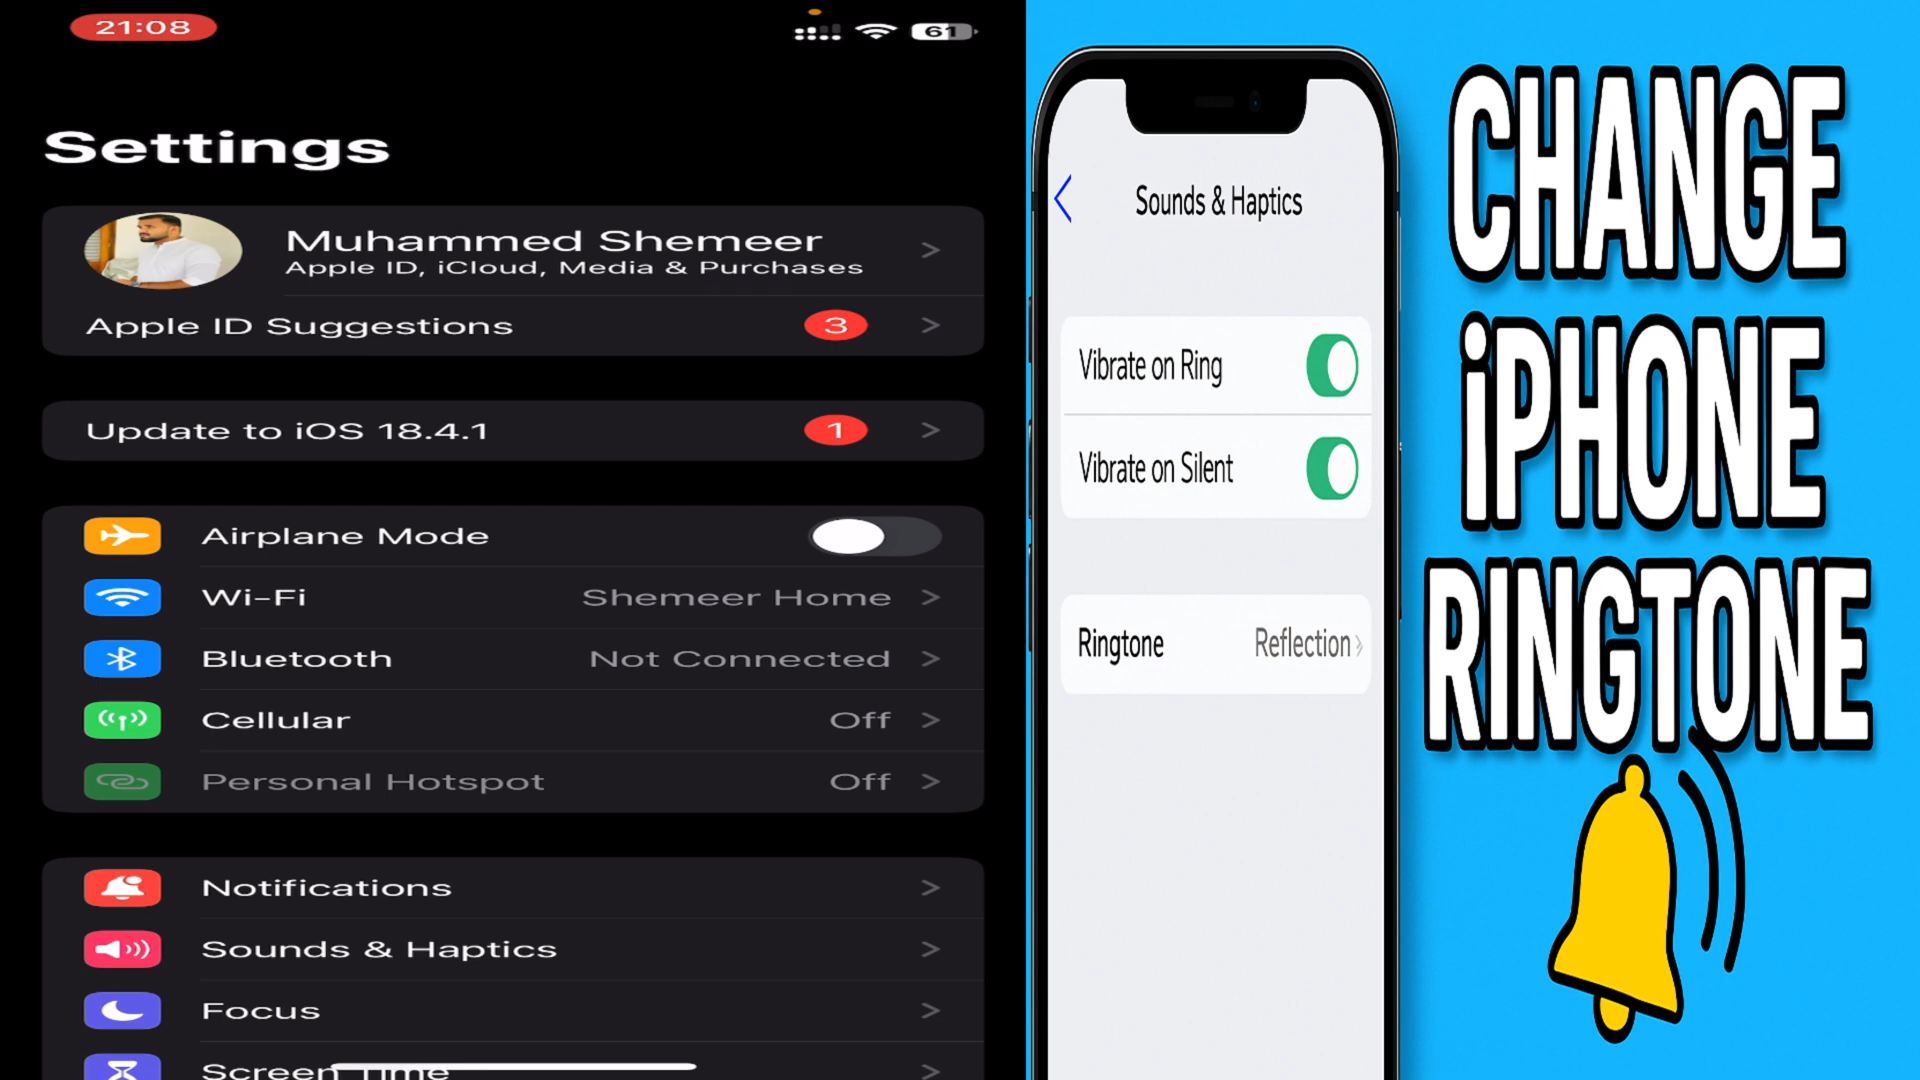 21:08
61
Settings
Muhammed Shemeer
Apple ID, iCloud, Media & Purchases
Apple ID Suggestions 3
Update to iOS 18.4.1 1
Airplane Mode
Wi-Fi Shemeer Home
Bluetooth Not Connected
Cellular Off
Personal Hotspot Off
Notifications
Sounds & Haptics
Focus
Screen Time
Sounds & Haptics
Vibrate on Ring
Vibrate on Silent
Ringtone Reflection
CHANGE
iPHONE
RINGTONE